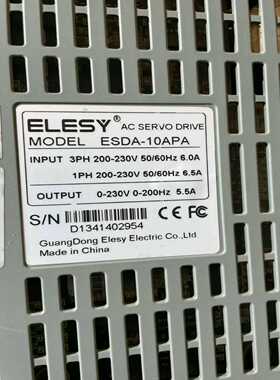 ELESY® AC SERVO DRIVE
MODEL ESDA-10APA
INPUT 3PH 200-230V 50/60Hz 6.0A
1PH 200-230V 50/60Hz 6.5A
OUTPUT 0-230V 0-200Hz 5.5A
S/N D1341402954 CE
GuangDong Elesy Electric Co.,Ltd
Made in China